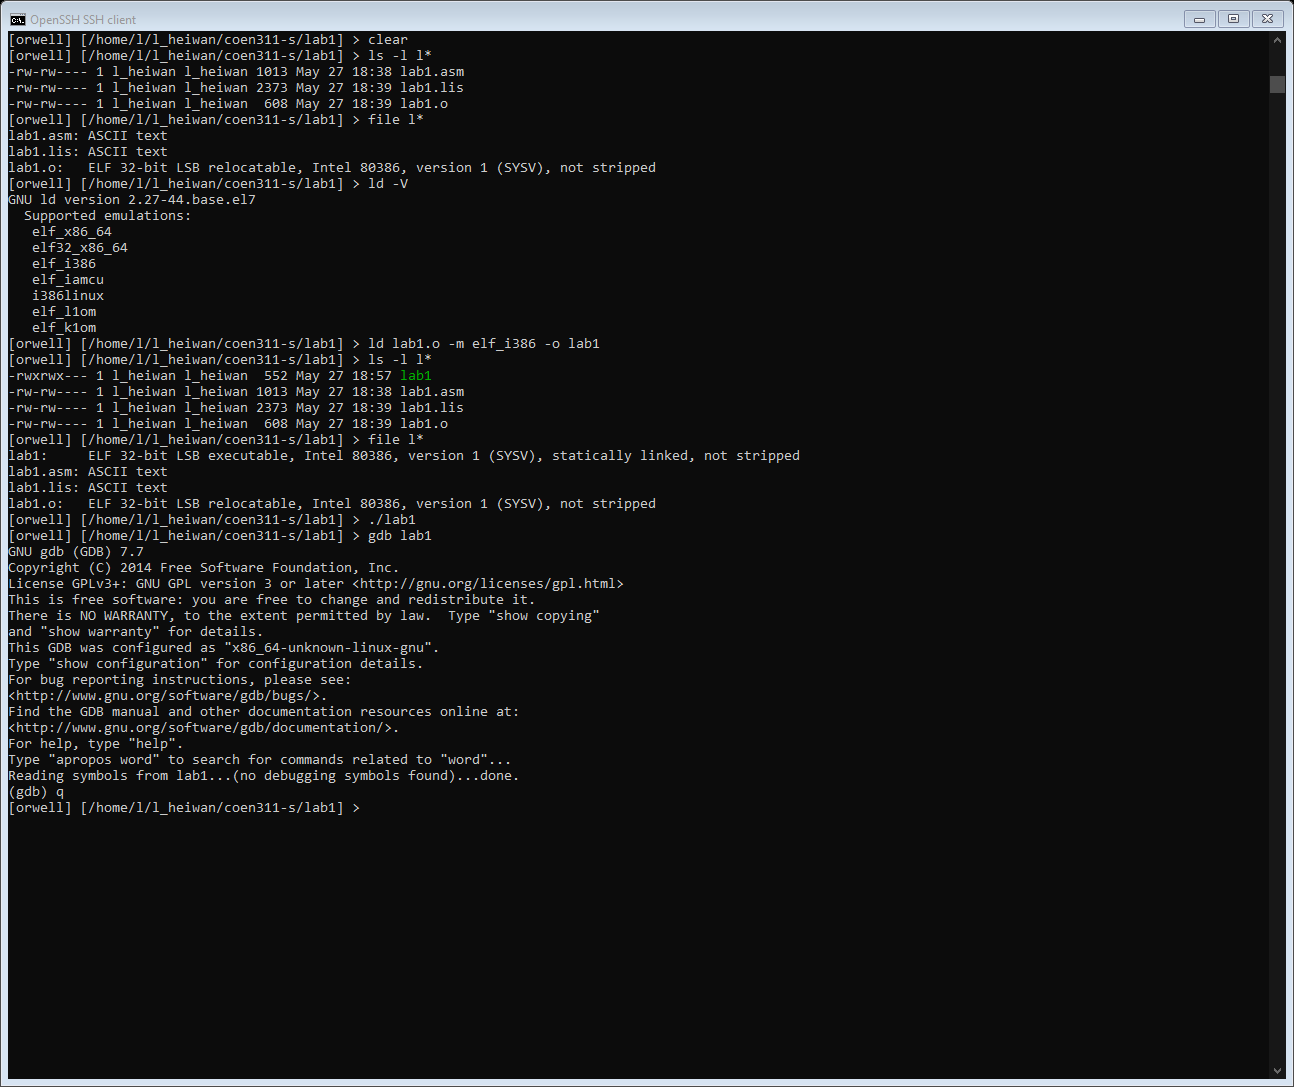 OpenSSH SSH client
[orwell] [/home/l/l_heiwan/coen311-s/lab1] > clear
[orwell] [/home/l/l_heiwan/coen311-s/lab1] > ls -l l*
-rw-rw---- 1 l_heiwan l_heiwan 1013 May 27 18:38 lab1.asm
-rw-rw---- 1 l_heiwan l_heiwan 2373 May 27 18:39 lab1.lis
-rw-rw---- 1 l_heiwan l_heiwan  608 May 27 18:39 lab1.o
[orwell] [/home/l/l_heiwan/coen311-s/lab1] > file l*
lab1.asm: ASCII text
lab1.lis: ASCII text
lab1.o:   ELF 32-bit LSB relocatable, Intel 80386, version 1 (SYSV), not stripped
[orwell] [/home/l/l_heiwan/coen311-s/lab1] > ld -V
GNU ld version 2.27-44.base.el7
  Supported emulations:
   elf_x86_64
   elf32_x86_64
   elf_i386
   elf_iamcu
   i386linux
   elf_l1om
   elf_k1om
[orwell] [/home/l/l_heiwan/coen311-s/lab1] > ld lab1.o -m elf_i386 -o lab1
[orwell] [/home/l/l_heiwan/coen311-s/lab1] > ls -l l*
-rwxrwx--- 1 l_heiwan l_heiwan  552 May 27 18:57 lab1
-rw-rw---- 1 l_heiwan l_heiwan 1013 May 27 18:38 lab1.asm
-rw-rw---- 1 l_heiwan l_heiwan 2373 May 27 18:39 lab1.lis
-rw-rw---- 1 l_heiwan l_heiwan  608 May 27 18:39 lab1.o
[orwell] [/home/l/l_heiwan/coen311-s/lab1] > file l*
lab1:     ELF 32-bit LSB executable, Intel 80386, version 1 (SYSV), statically linked, not stripped
lab1.asm: ASCII text
lab1.lis: ASCII text
lab1.o:   ELF 32-bit LSB relocatable, Intel 80386, version 1 (SYSV), not stripped
[orwell] [/home/l/l_heiwan/coen311-s/lab1] > ./lab1
[orwell] [/home/l/l_heiwan/coen311-s/lab1] > gdb lab1
GNU gdb (GDB) 7.7
Copyright (C) 2014 Free Software Foundation, Inc.
License GPLv3+: GNU GPL version 3 or later <http://gnu.org/licenses/gpl.html>
This is free software: you are free to change and redistribute it.
There is NO WARRANTY, to the extent permitted by law.  Type "show copying"
and "show warranty" for details.
This GDB was configured as "x86_64-unknown-linux-gnu".
Type "show configuration" for configuration details.
For bug reporting instructions, please see:
<http://www.gnu.org/software/gdb/bugs/>.
Find the GDB manual and other documentation resources online at:
<http://www.gnu.org/software/gdb/documentation/>.
For help, type "help".
Type "apropos word" to search for commands related to "word"...
Reading symbols from lab1...(no debugging symbols found)...done.
(gdb) q
[orwell] [/home/l/l_heiwan/coen311-s/lab1] >